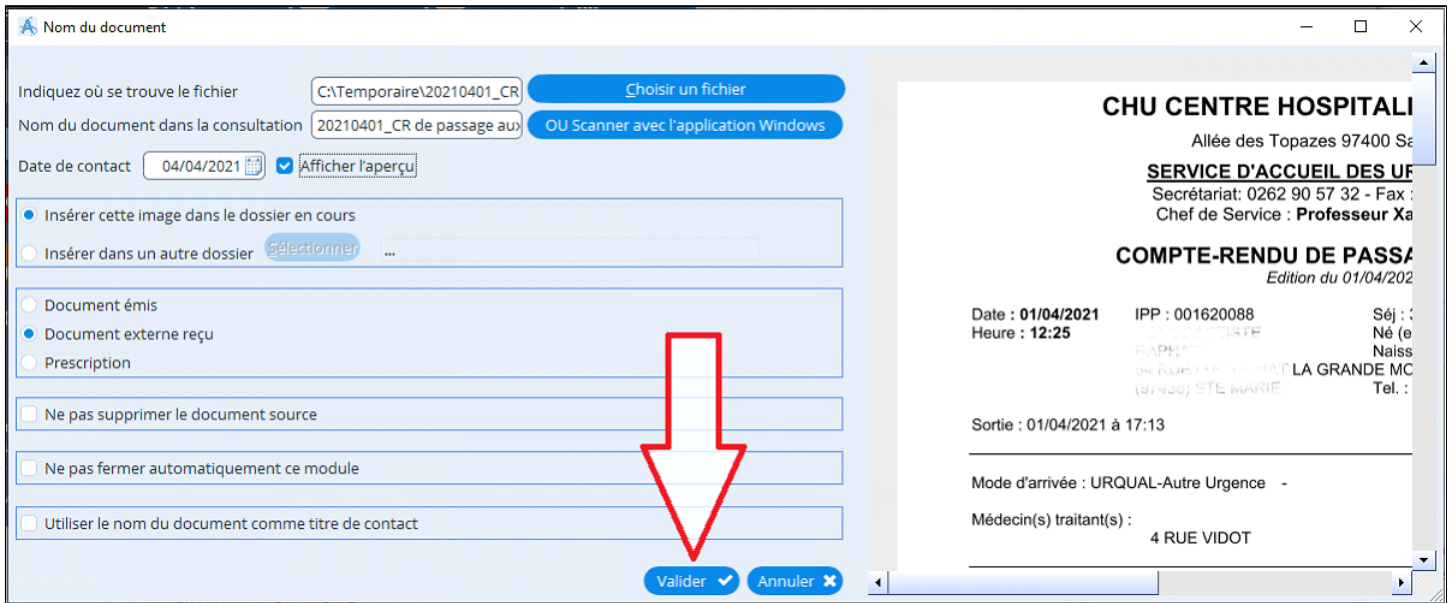 Nom du document
Indiquez où se trouve le fichier
C:\Temporaire\20210401_CR
Choisir un fichier
Nom du document dans la consultation
20210401_CR de passage aux
OU Scanner avec l'application Windows
Date de contact
04/04/2021
Afficher l'aperçu
Insérer cette image dans le dossier en cours
Insérer dans un autre dossier
Sélectionner
...
Document émis
Document externe reçu
Prescription
Ne pas supprimer le document source
Ne pas fermer automatiquement ce module
Utiliser le nom du document comme titre de contact
Valider
Annuler
CHU CENTRE HOSPITALI
Allée des Topazes 97400 Sa
SERVICE D'ACCUEIL DES UR
Secrétariat: 0262 90 57 32 - Fax :
Chef de Service : Professeur Xa
COMPTE-RENDU DE PASSA
Edition du 01/04/202
Date : 01/04/2021 IPP : 001620088 Séj :
Heure : 12:25 Né (e
Naiss
LA GRANDE MO
STE MARIE Tel. :
Sortie : 01/04/2021 à 17:13
Mode d'arrivée : URQUAL-Autre Urgence -
Médecin(s) traitant(s) :
4 RUE VIDOT